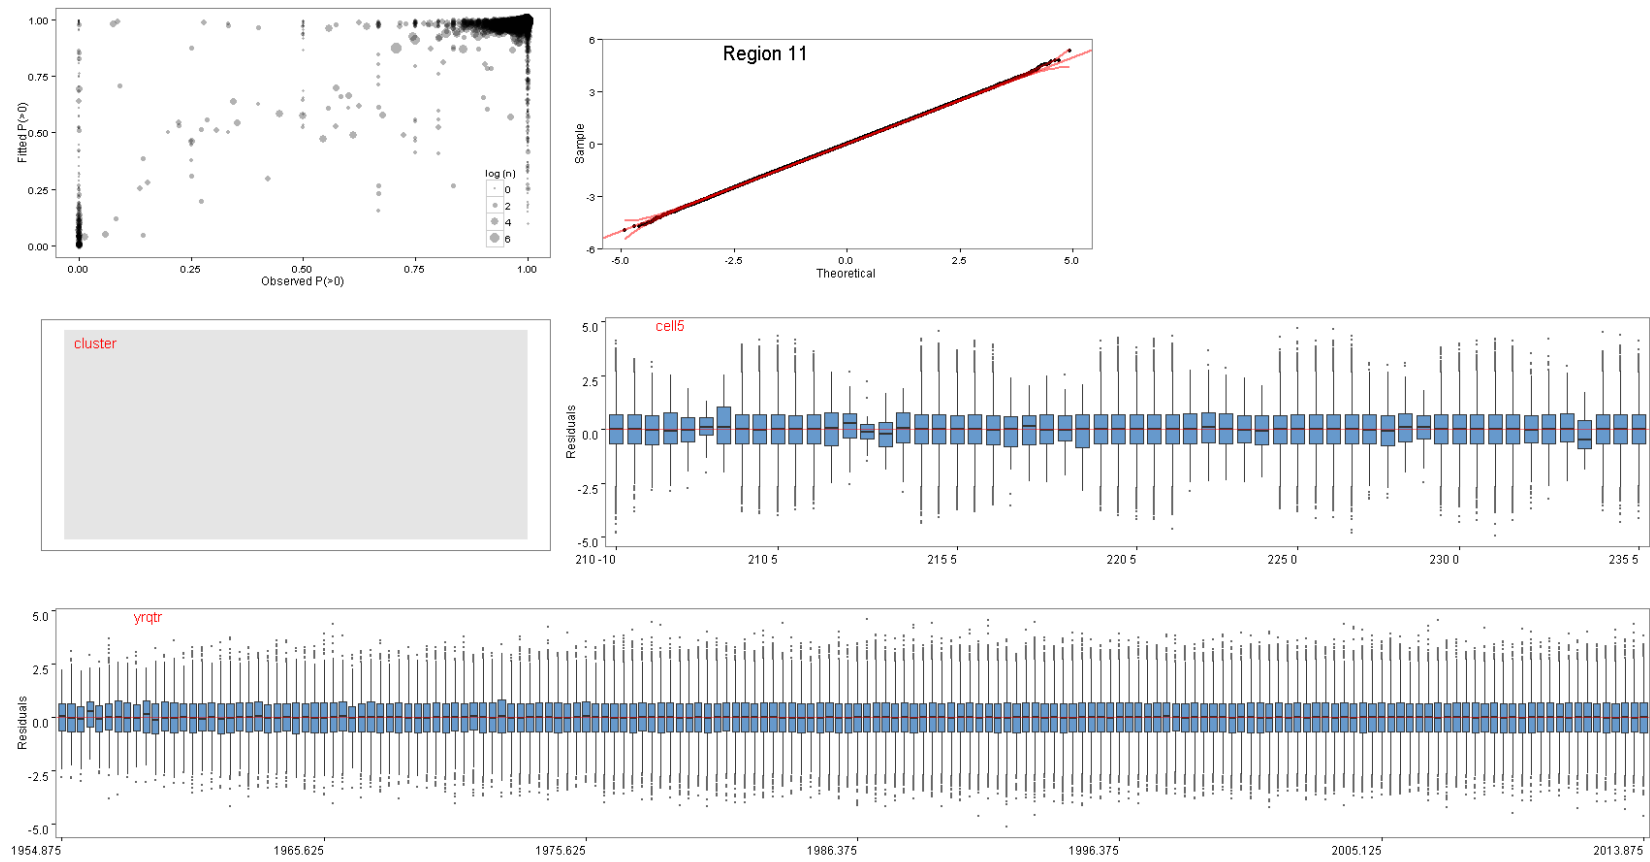 1.00
0.75
0.50
0.25
0.00
Fitted P(>0)
log (n)
0
2
4
6
0.00 0.25 0.50 0.75 1.00
Observed P(>0)
Region 11
6
3
0
-3
-6
Sample
-5.0 -2.5 0.0 2.5 5.0
Theoretical
cluster
cell5
5.0
2.5
0.0
-2.5
-5.0
Residuals
210 -10 210 5 215 5 220 5 225 0 230 0 235 5
yrqtr
5.0
2.5
0.0
-2.5
-5.0
Residuals
1954.875 1965.625 1975.625 1986.375 1996.375 2005.125 2013.875